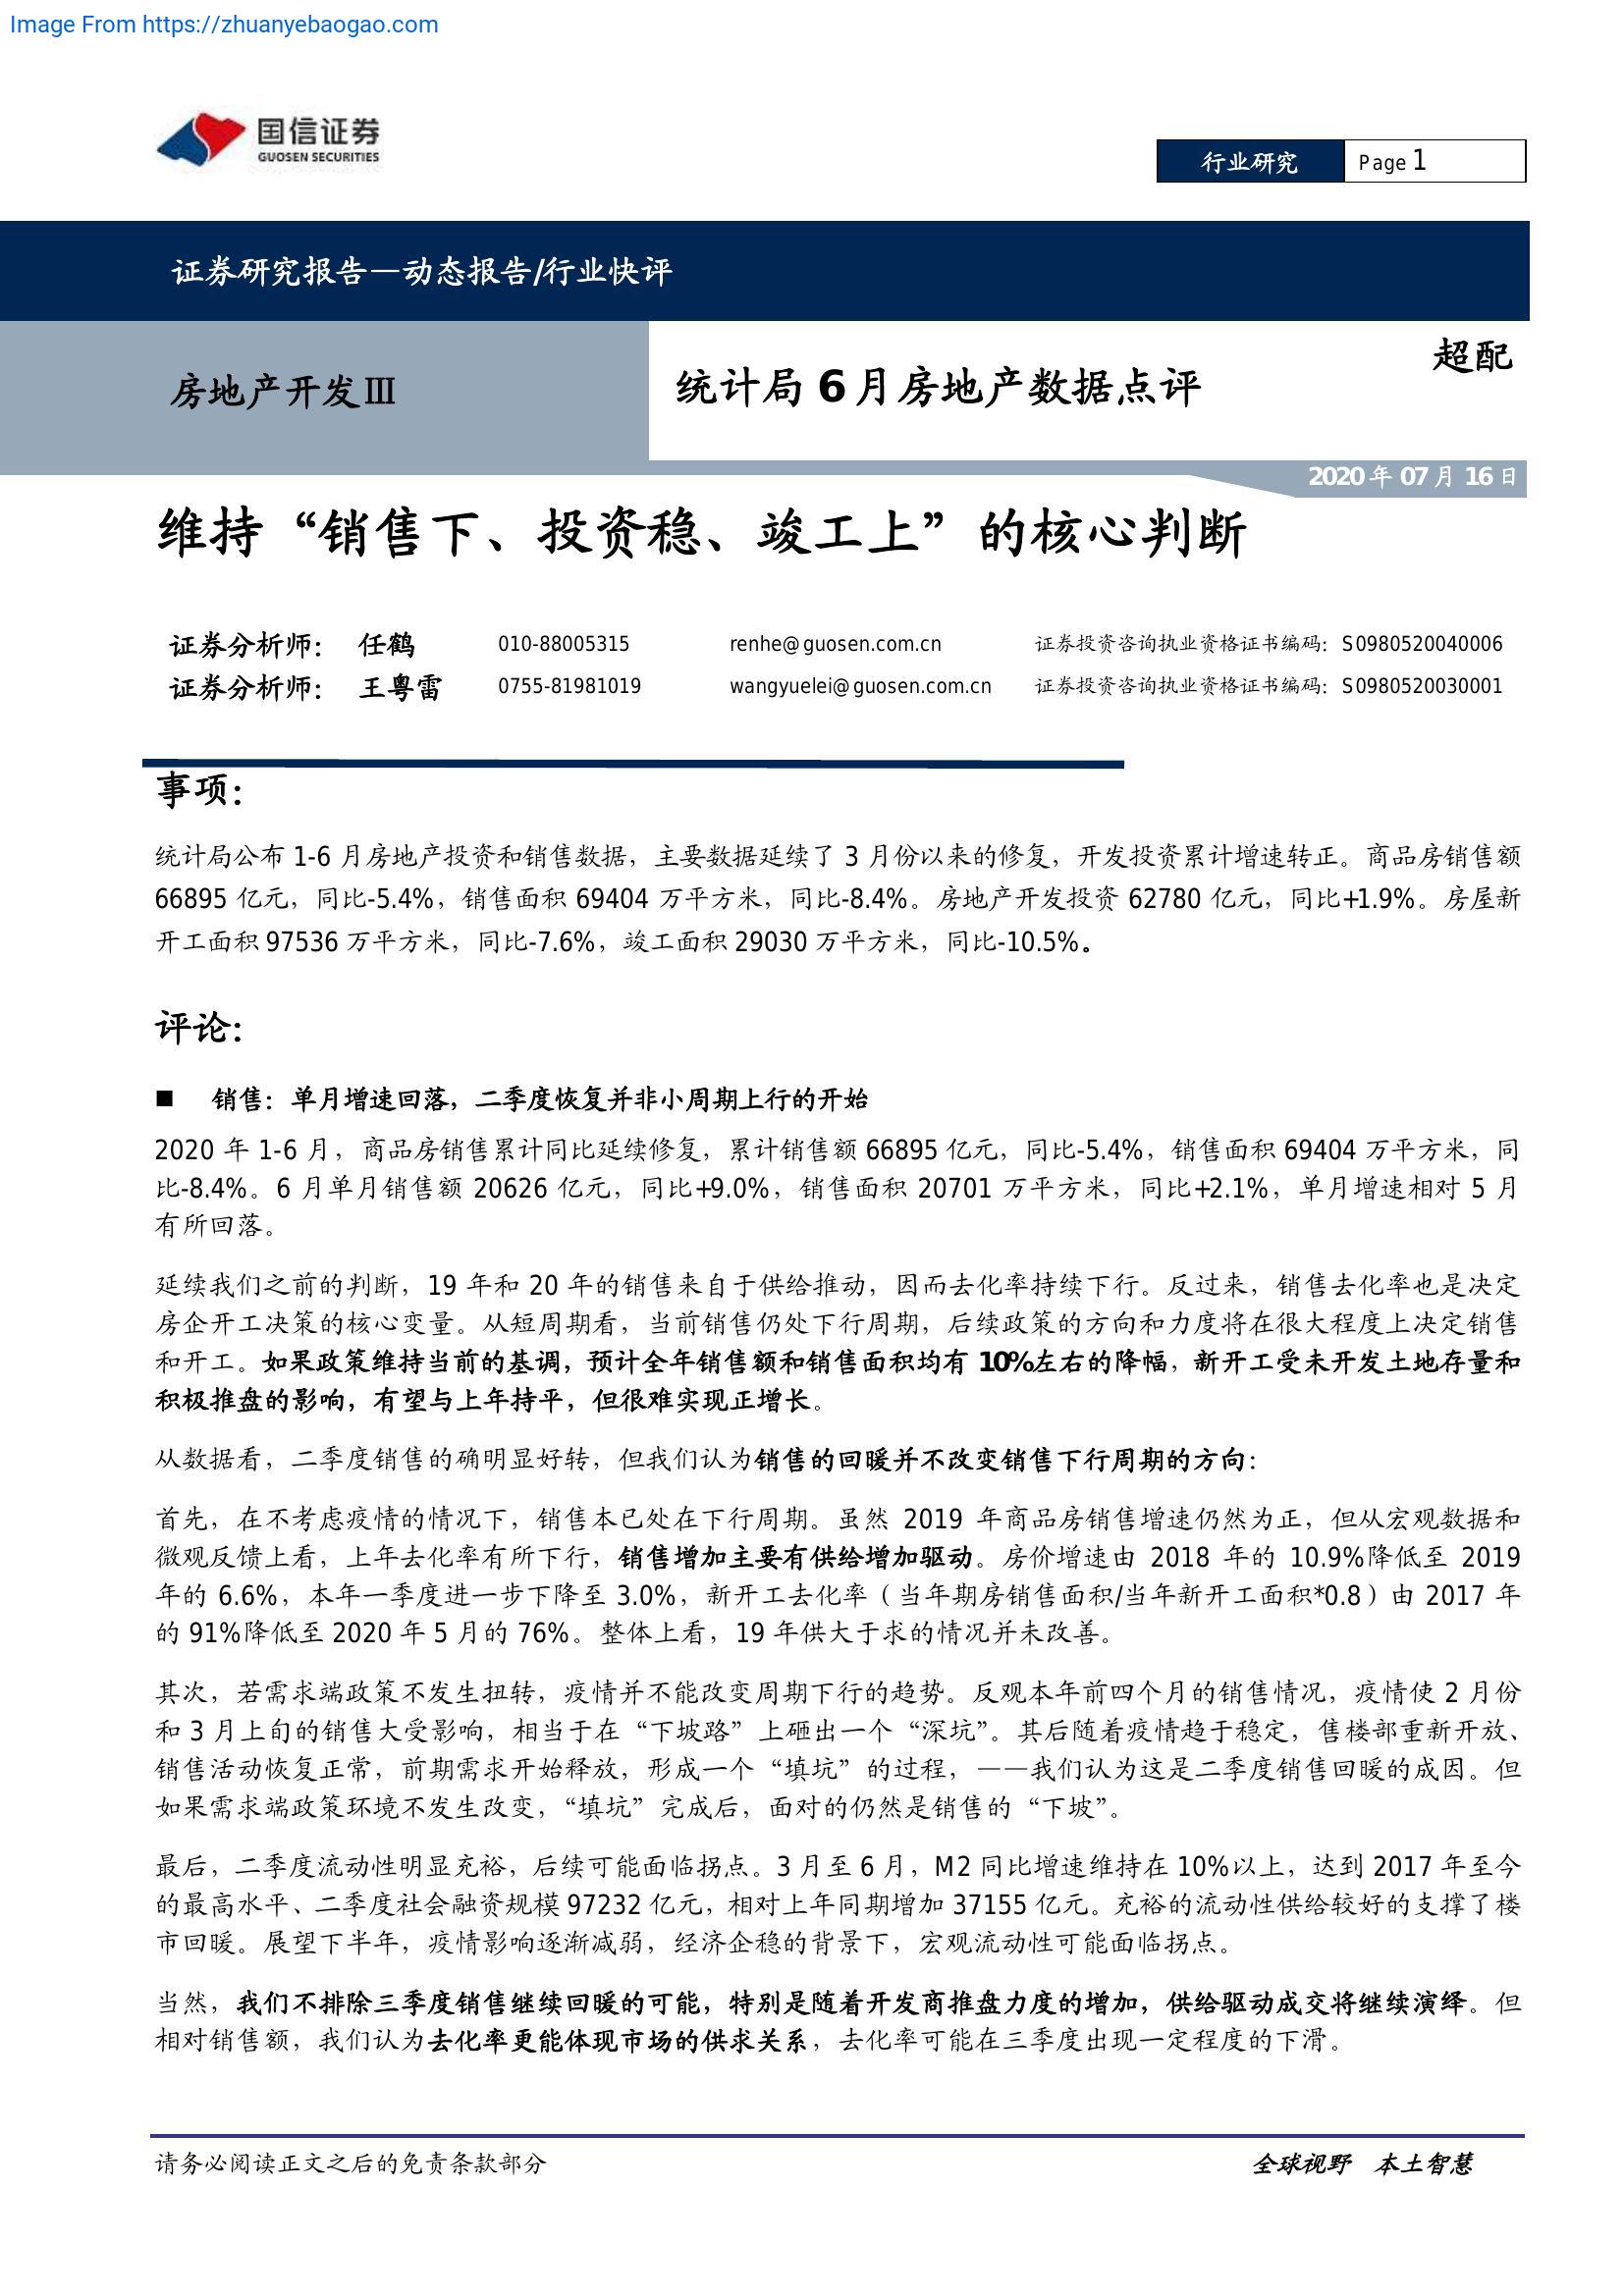 Image From https://zhuanyebaogao.com
国信证券
GUOSEN SECURITIES
行业研究
Page 1
证券研究报告—动态报告/行业快评
房地产开发Ⅲ
统计局 6 月房地产数据点评
超配
2020 年 07 月 16 日
维持“销售下、投资稳、竣工上”的核心判断
证券分析师： 任鹤 010-88005315 renhe@guosen.com.cn 证券投资咨询执业资格证书编码：S0980520040006
证券分析师： 王粤雷 0755-81981019 wangyuelei@guosen.com.cn 证券投资咨询执业资格证书编码：S0980520030001
事项：
统计局公布 1-6 月房地产投资和销售数据，主要数据延续了 3 月份以来的修复，开发投资累计增速转正。商品房销售额
66895 亿元，同比-5.4%，销售面积 69404 万平方米，同比-8.4%。房地产开发投资 62780 亿元，同比+1.9%。房屋新
开工面积 97536 万平方米，同比-7.6%，竣工面积 29030 万平方米，同比-10.5%。
评论：
■ 销售：单月增速回落，二季度恢复并非小周期上行的开始
2020 年 1-6 月，商品房销售累计同比延续修复，累计销售额 66895 亿元，同比-5.4%，销售面积 69404 万平方米，同
比-8.4%。6 月单月销售额 20626 亿元，同比+9.0%，销售面积 20701 万平方米，同比+2.1%，单月增速相对 5 月
有所回落。
延续我们之前的判断，19 年和 20 年的销售来自于供给推动，因而去化率持续下行。反过来，销售去化率也是决定
房企开工决策的核心变量。从短周期看，当前销售仍处下行周期，后续政策的方向和力度将在很大程度上决定销售
和开工。如果政策维持当前的基调，预计全年销售额和销售面积均有 10%左右的降幅，新开工受未开发土地存量和
积极推盘的影响，有望与上年持平，但很难实现正增长。
从数据看，二季度销售的确明显好转，但我们认为销售的回暖并不改变销售下行周期的方向：
首先，在不考虑疫情的情况下，销售本已处在下行周期。虽然 2019 年商品房销售增速仍然为正，但从宏观数据和
微观反馈上看，上年去化率有所下行，销售增加主要有供给增加驱动。房价增速由 2018 年的 10.9%降低至 2019
年的 6.6%，本年一季度进一步下降至 3.0%，新开工去化率（当年期房销售面积/当年新开工面积*0.8）由 2017 年
的 91%降低至 2020 年 5 月的 76%。整体上看，19 年供大于求的情况并未改善。
其次，若需求端政策不发生扭转，疫情并不能改变周期下行的趋势。反观本年前四个月的销售情况，疫情使 2 月份
和 3 月上旬的销售大受影响，相当于在“下坡路”上砸出一个“深坑”。其后随着疫情趋于稳定，售楼部重新开放、
销售活动恢复正常，前期需求开始释放，形成一个“填坑”的过程，——我们认为这是二季度销售回暖的成因。但
如果需求端政策环境不发生改变，“填坑”完成后，面对的仍然是销售的“下坡”。
最后，二季度流动性明显充裕，后续可能面临拐点。3 月至 6 月，M2 同比增速维持在 10%以上，达到 2017 年至今
的最高水平、二季度社会融资规模 97232 亿元，相对上年同期增加 37155 亿元。充裕的流动性供给较好的支撑了楼
市回暖。展望下半年，疫情影响逐渐减弱，经济企稳的背景下，宏观流动性可能面临拐点。
当然，我们不排除三季度销售继续回暖的可能，特别是随着开发商推盘力度的增加，供给驱动成交将继续演绎。但
相对销售额，我们认为去化率更能体现市场的供求关系，去化率可能在三季度出现一定程度的下滑。
请务必阅读正文之后的免责条款部分
全球视野 本土智慧